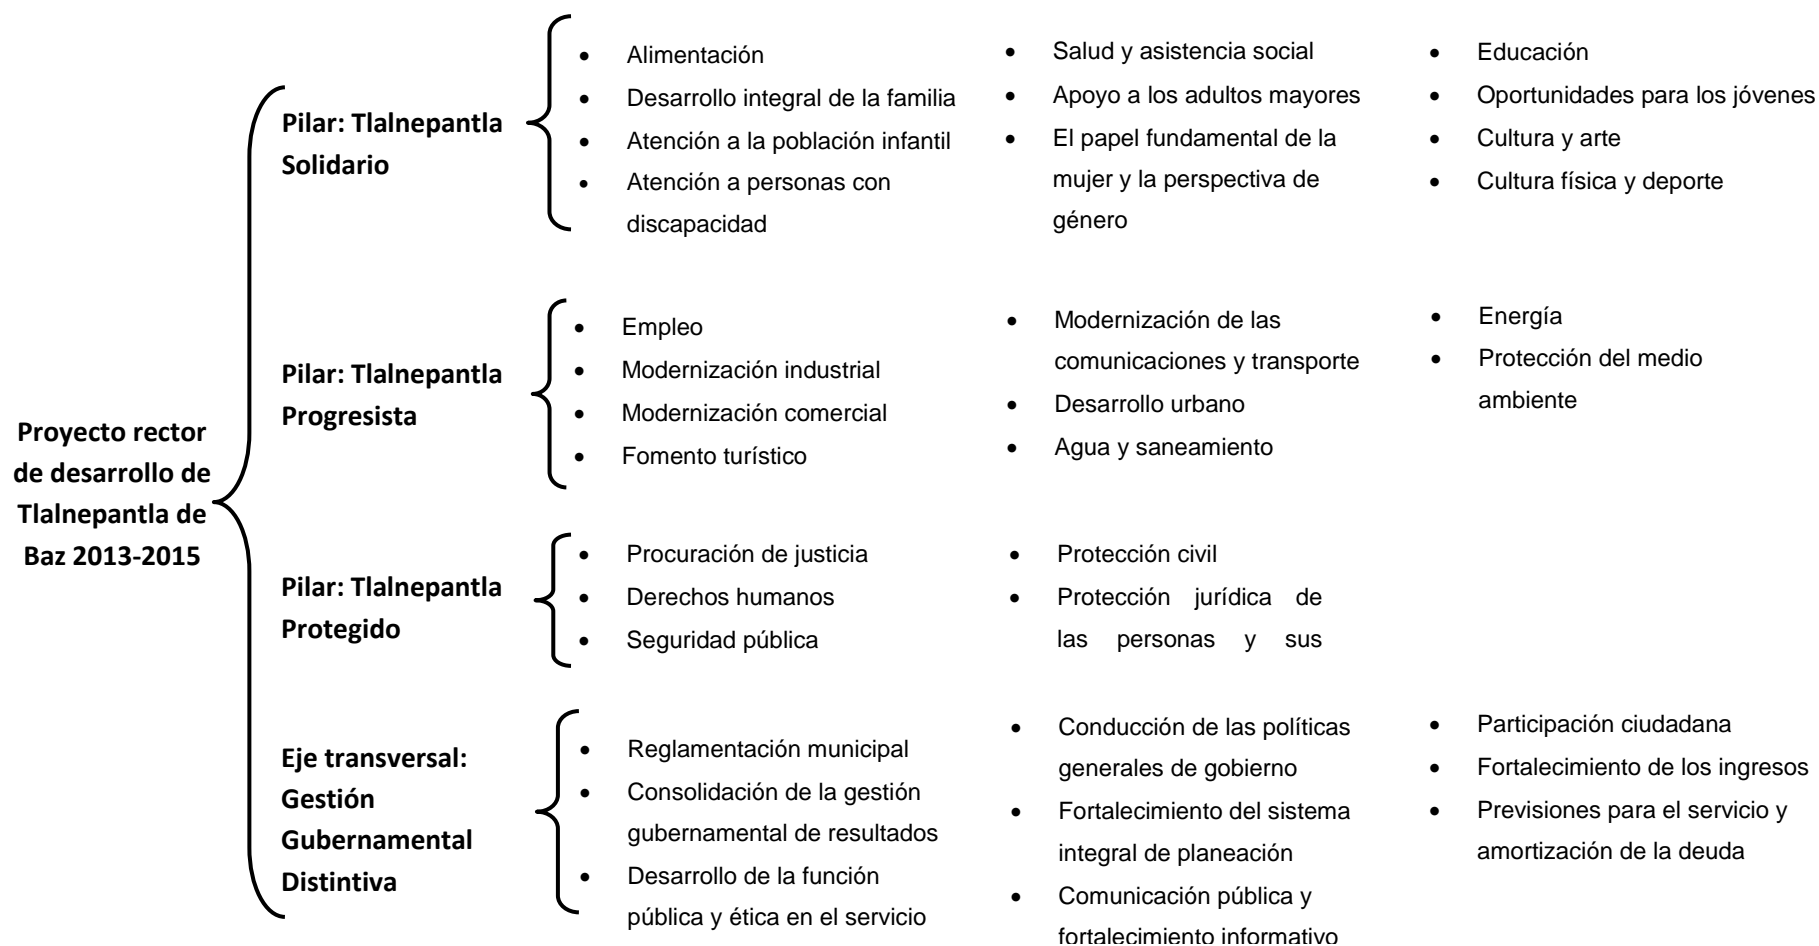 Proyecto rector
de desarrollo de
Tlalnepantla de
Baz 2013-2015
Pilar: Tlalnepantla
Solidario
• Alimentación
• Desarrollo integral de la familia
• Atención a la población infantil
• Atención a personas con
discapacidad
• Salud y asistencia social
• Apoyo a los adultos mayores
• El papel fundamental de la
mujer y la perspectiva de
género
• Educación
• Oportunidades para los jóvenes
• Cultura y arte
• Cultura física y deporte
Pilar: Tlalnepantla
Progresista
• Empleo
• Modernización industrial
• Modernización comercial
• Fomento turístico
• Modernización de las
comunicaciones y transporte
• Desarrollo urbano
• Agua y saneamiento
• Energía
• Protección del medio
ambiente
Pilar: Tlalnepantla
Protegido
• Procuración de justicia
• Derechos humanos
• Seguridad pública
• Protección civil
• Protección jurídica de
las personas y sus
Eje transversal:
Gestión
Gubernamental
Distintiva
• Reglamentación municipal
• Consolidación de la gestión
gubernamental de resultados
• Desarrollo de la función
pública y ética en el servicio
• Conducción de las políticas
generales de gobierno
• Fortalecimiento del sistema
integral de planeación
• Comunicación pública y
fortalecimiento informativo
• Participación ciudadana
• Fortalecimiento de los ingresos
• Previsiones para el servicio y
amortización de la deuda